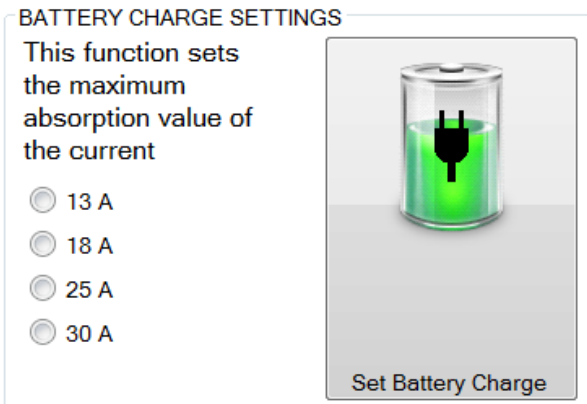 BATTERY CHARGE SETTINGS
This function sets
the maximum
absorption value of
the current
13 A
18 A
25 A
30 A
Set Battery Charge